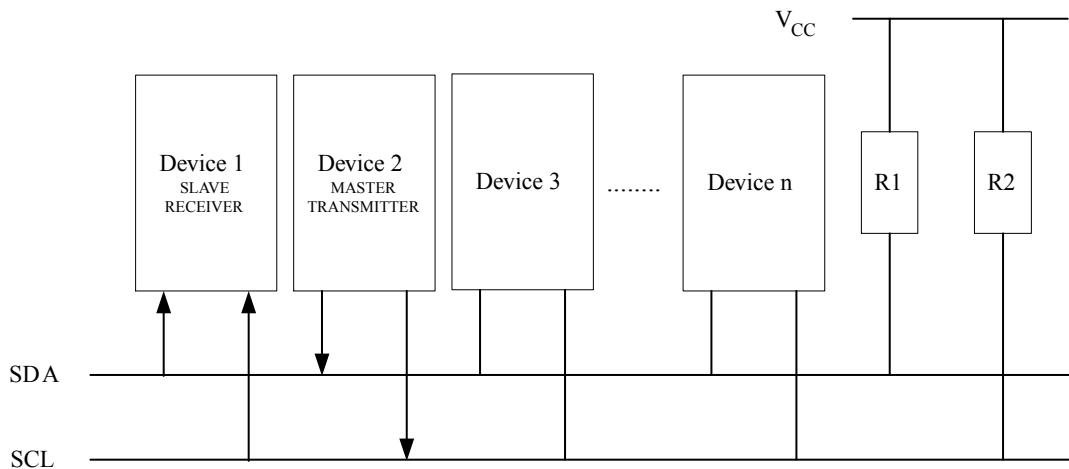 V_CC
Device 1
SLAVE
RECEIVER
Device 2
MASTER
TRANSMITTER
Device 3
........
Device n
R1
R2
SDA
SCL